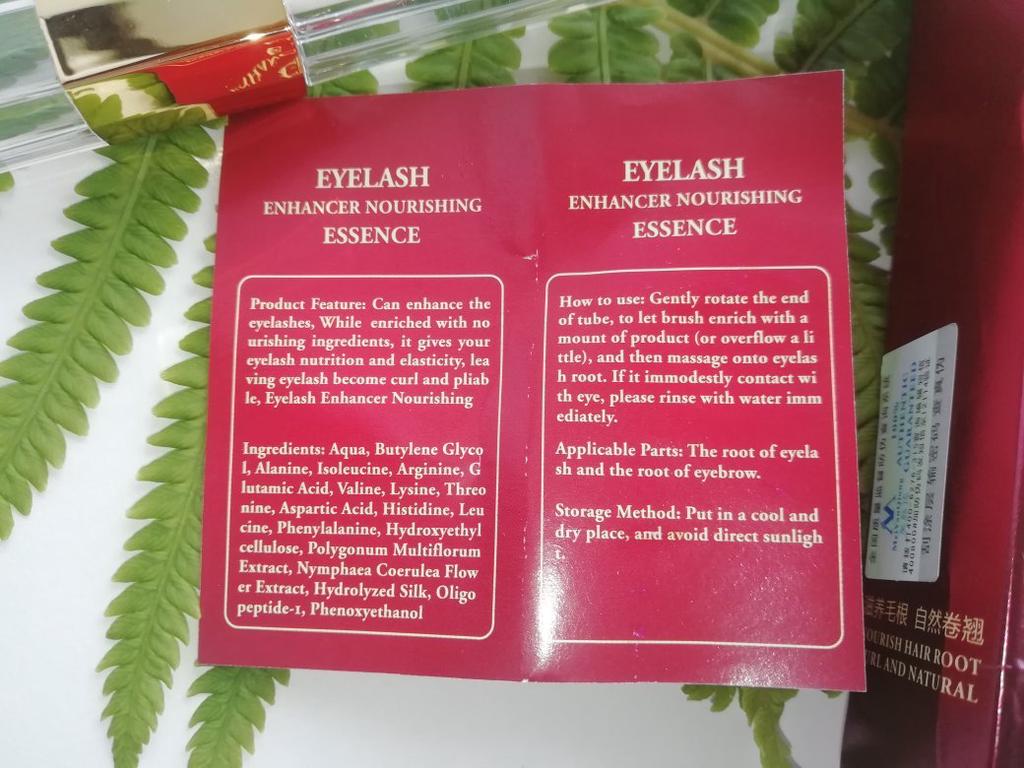 EYELASH
ENHANCER NOURISHING
ESSENCE
Product Feature: Can enhance the
eyelashes, While enriched with no
urishing ingredients, it gives your
eyelash nutrition and elasticity, lea
ving eyelash become curl and pliab
le, Eyelash Enhancer Nourishing
Ingredients: Aqua, Butylene Glyco
l, Alanine, Isoleucine, Arginine, G
lutamic Acid, Valine, Lysine, Threo
nine, Aspartic Acid, Histidine, Leu
cine, Phenylalanine, Hydroxyethyl
cellulose, Polygonum Multiflorum
Extract, Nymphaea Coerulea Flow
er Extract, Hydrolyzed Silk, Oligo
peptide-1, Phenoxyethanol
EYELASH
ENHANCER NOURISHING
ESSENCE
How to use: Gently rotate the end
of tube, to let brush enrich with a
mount of product (or overflow a li
ttle), and then massage onto eyelas
h root. If it immodestly contact wi
th eye, please rinse with water imm
ediately.
Applicable Parts: The root of eyela
sh and the root of eyebrow.
Storage Method: Put in a cool and
dry place, and avoid direct sunligh
t.
100%
AUTHENTIC
GUARANTEED
养毛根 自然卷翘
OURISH HAIR ROOT
URL AND NATURAL